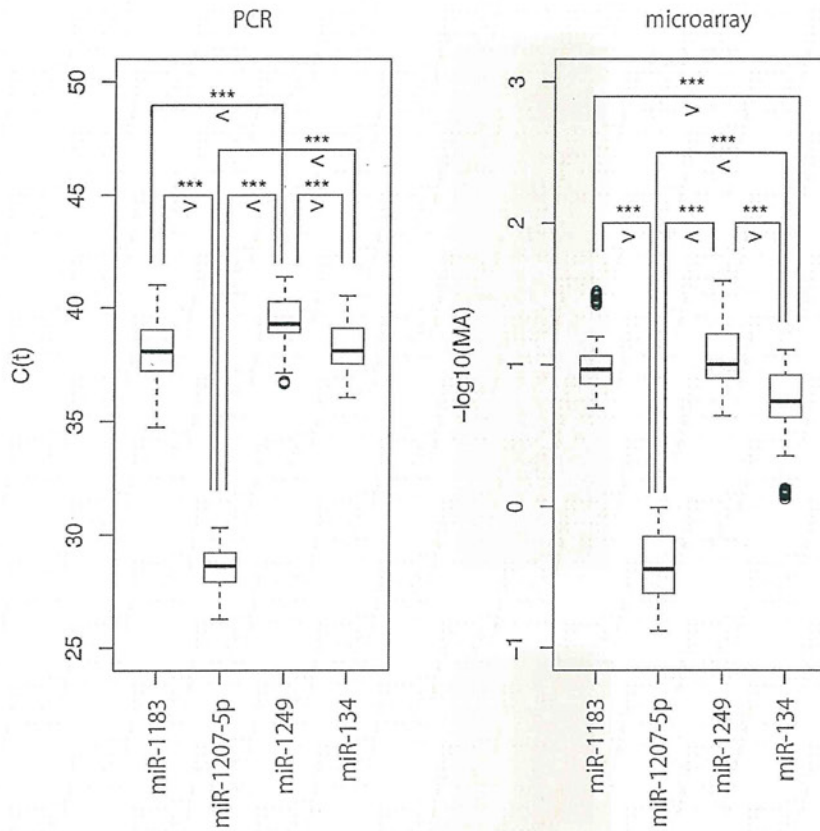 PCR
microarray
C(t)
50
45
40
35
30
25
***
<
***
<
***
>
***
<
***
>
miR-1183
miR-1207-5p
miR-1249
miR-134
−log10(MA)
3
2
1
0
−1
***
>
***
<
***
>
***
<
***
>
miR-1183
miR-1207-5p
miR-1249
miR-134